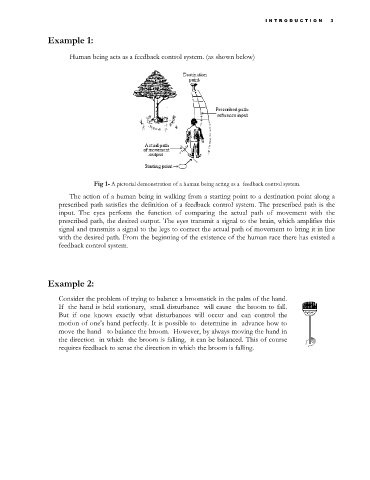 INTRODUCTION 3
Example 1:
Human being acts as a feedback control system. (as shown below)
Destination
point
Prescribed path:
reference input
Actual path
of movement:
output
Starting point
Fig 1- A pictorial demonstration of a human being acting as a feedback control system.
The action of a human being in walking from a starting point to a destination point along a
prescribed path satisfies the definition of a feedback control system. The prescribed path is the
input. The eyes perform the function of comparing the actual path of movement with the
prescribed path, the desired output. The eyes transmit a signal to the brain, which amplifies this
signal and transmits a signal to the legs to correct the actual path of movement to bring it in line
with the desired path. From the beginning of the existence of the human race there has existed a
feedback control system.
Example 2:
Consider the problem of trying to balance a broomstick in the palm of the hand.
If the hand is held stationary, small disturbance will cause the broom to fall.
But if one knows exactly what disturbances will occur and can control the
motion of one's hand perfectly. It is possible to determine in advance how to
move the hand to balance the broom. However, by always moving the hand in
the direction in which the broom is falling, it can be balanced. This of course
requires feedback to sense the direction in which the broom is falling.